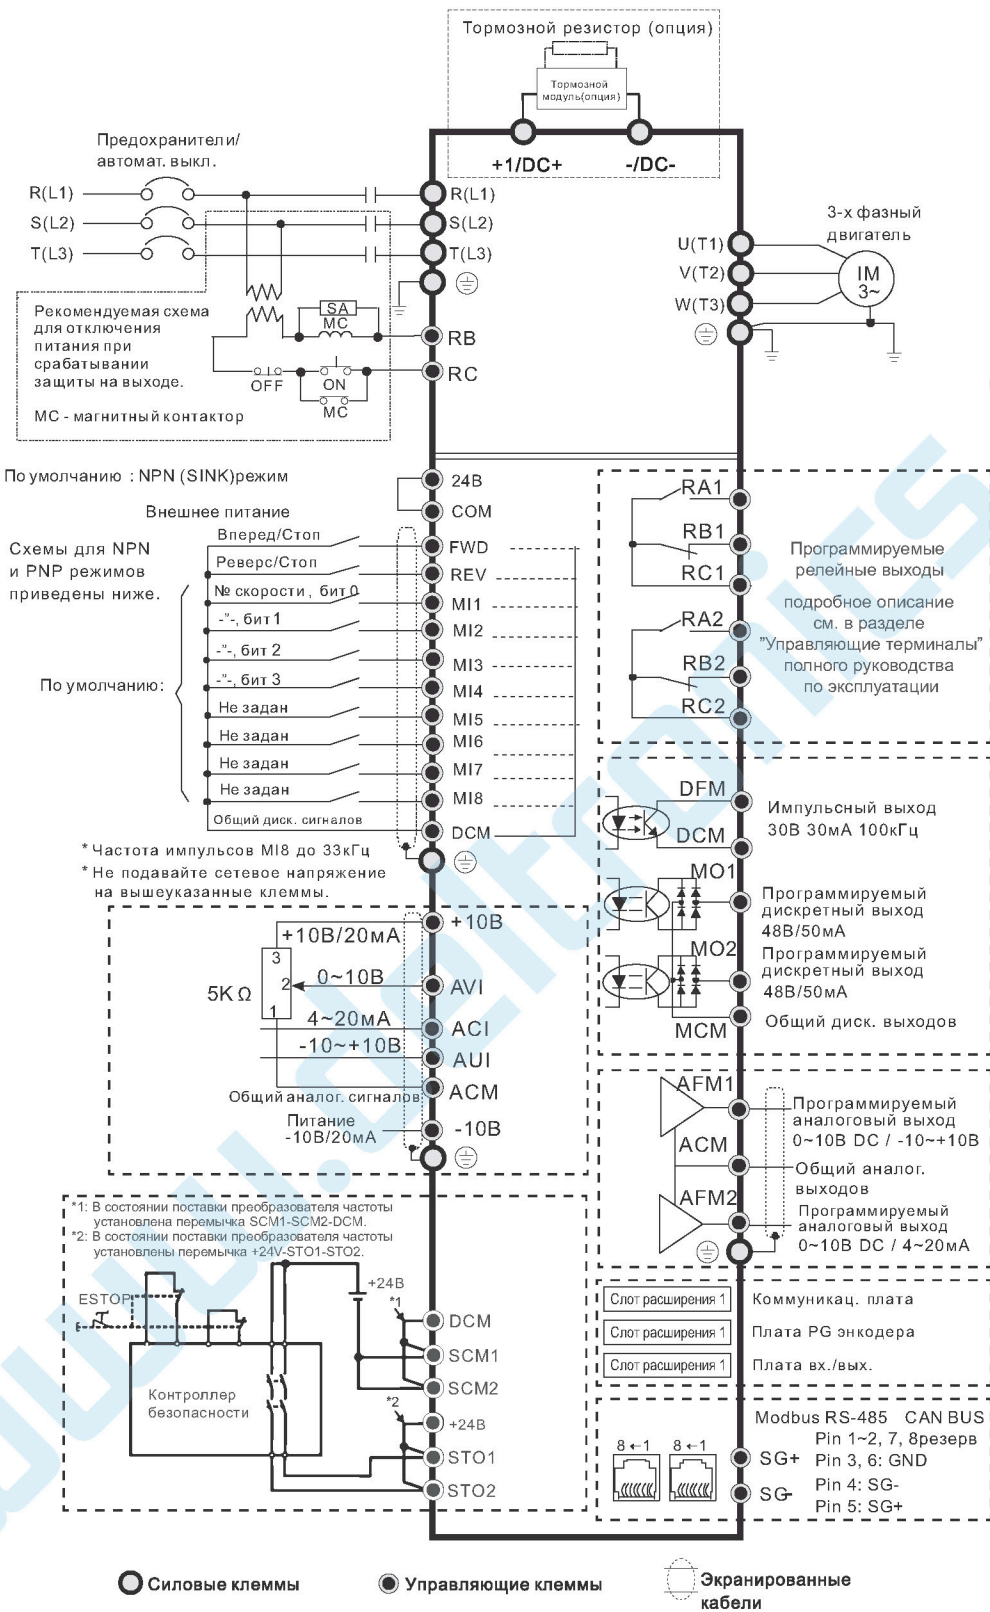 Тормозной резистор (опция)
Тормозной
модуль(опция)
+1/DC+
-/DC-
Предохранители/
автомат. выкл.
R(L1)
S(L2)
T(L3)
R(L1)
S(L2)
T(L3)
Рекомендуемая схема
для отключения
питания при
срабатывании
защиты на выходе.
МС - магнитный контактор
SA
MC
OFF
ON
MC
RB
RC
3-х фазный
двигатель
U(T1)
V(T2)
W(T3)
IM
3~
По умолчанию : NPN (SINK)режим
Внешнее питание
Схемы для NPN
и PNP режимов
приведены ниже.
По умолчанию:
Вперед/Стоп
Реверс/Стоп
№ скорости , бит 0
-"-, бит 1
-"-, бит 2
-"-, бит 3
Не задан
Не задан
Не задан
Не задан
Общий диск. сигналов
24В
COM
FWD
REV
MI1
MI2
MI3
MI4
MI5
MI6
MI7
MI8
DCM
* Частота импульсов MI8 до 33кГц
* Не подавайте сетевое напряжение
на вышеуказанные клеммы.
RA1
RB1
RC1
RA2
RB2
RC2
Программируемые
релейные выходы
подробное описание
см. в разделе
"Управляющие терминалы"
полного руководства
по эксплуатации
DFM
DCM
Импульсный выход
30В 30мА 100кГц
MO1
Программируемый
дискретный выход
48В/50мА
MO2
Программируемый
дискретный выход
48В/50мА
MCM
Общий диск. выходов
+10В/20мА
3
2
1
5K Ω
0~10В
4~20мА
-10~+10В
Общий аналог. сигналов
Питание
-10В/20мА
+10В
AVI
ACI
AUI
ACM
-10В
AFM1
Программируемый
аналоговый выход
0~10В DC / -10~+10В
ACM
Общий аналог.
выходов
AFM2
Программируемый
аналоговый выход
0~10В DC / 4~20мА
*1: В состоянии поставки преобразователя частоты
установлена перемычка SCM1-SCM2-DCM.
*2: В состоянии поставки преобразователя частоты
установлены перемычка +24V-STO1-STO2.
ESTOP
Контроллер
безопасности
+24В
*1
*2
DCM
SCM1
SCM2
+24В
STO1
STO2
Слот расширения 1
Коммуникац. плата
Слот расширения 1
Плата PG энкодера
Слот расширения 1
Плата вх./вых.
8←1
8←1
SG+
SG-
Modbus RS-485 CAN BUS
Pin 1~2, 7, 8резерв
Pin 3, 6: GND
Pin 4: SG-
Pin 5: SG+
Силовые клеммы
Управляющие клеммы
Экранированные
кабели
www.deltronics